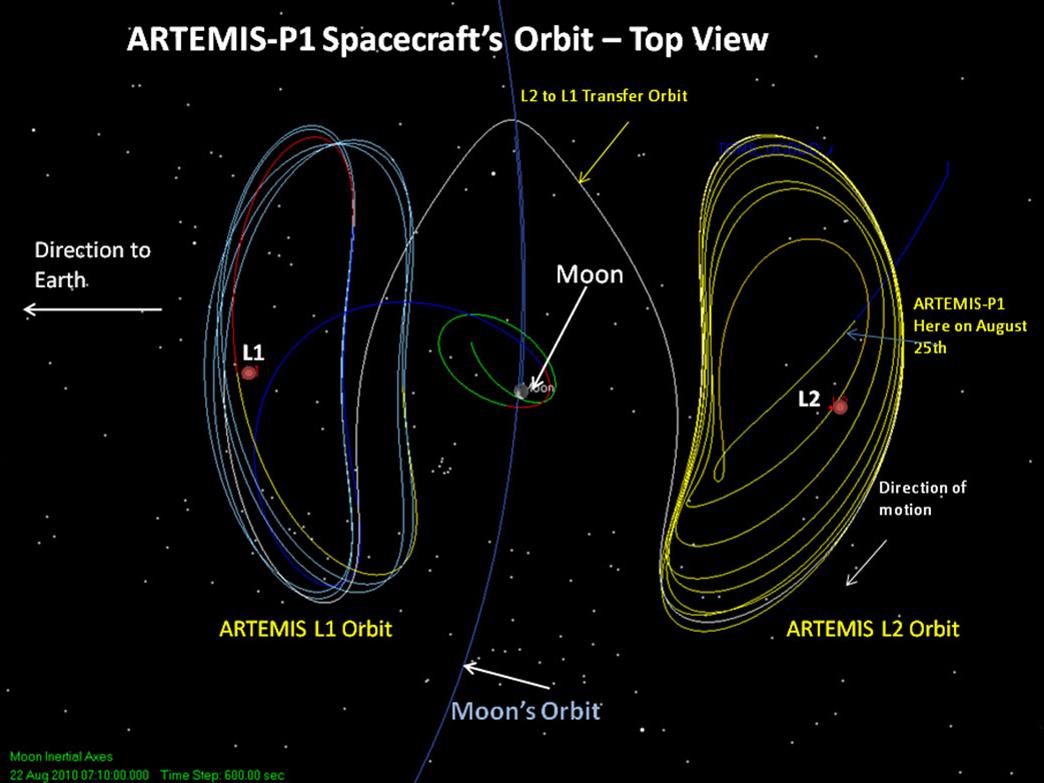 ARTEMIS-P1 Spacecraft's Orbit – Top View
L2 to L1 Transfer Orbit
Direction to
Earth
Moon
ARTEMIS-P1
Here on August
25th
L1
Moon
L2
Direction of
motion
ARTEMIS L1 Orbit
ARTEMIS L2 Orbit
Moon's Orbit
Moon Inertial Axes
22 Aug 2010 07:10:00.000 Time Step: 600.00 sec